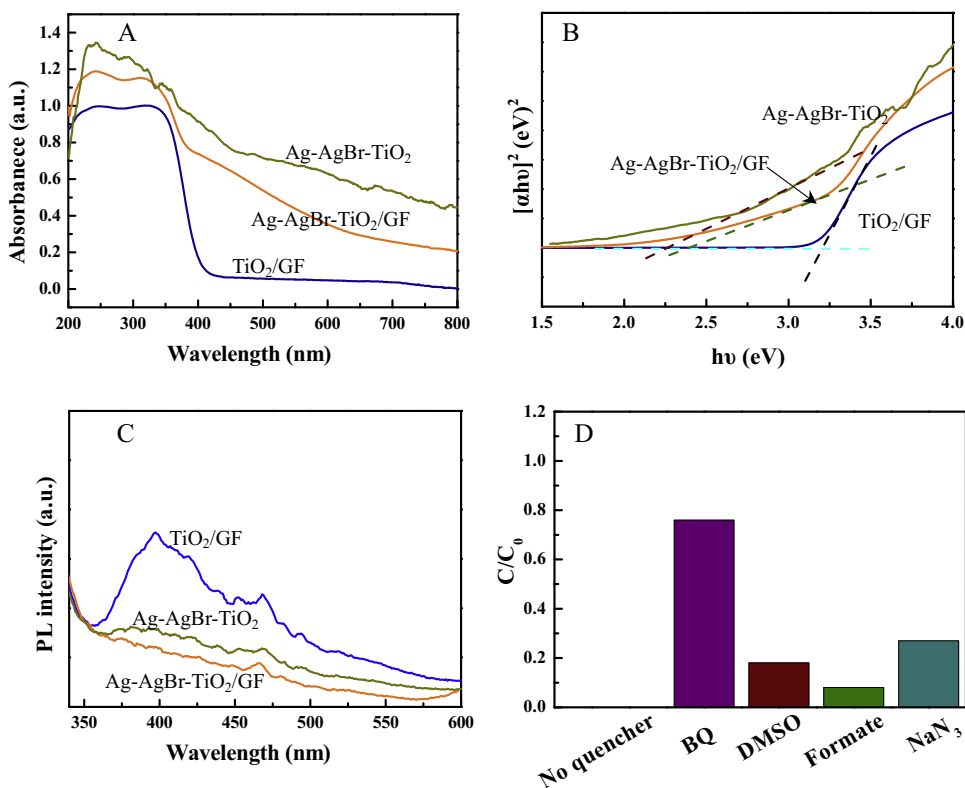 A
Absorbanece (a.u.)
1.4
1.2
1.0
0.8
0.6
0.4
0.2
0.0
Ag-AgBr-TiO₂
Ag-AgBr-TiO₂/GF
TiO₂/GF
200 300 400 500 600 700 800
Wavelength (nm)
B
[αhυ]² (eV)²
Ag-AgBr-TiO₂
Ag-AgBr-TiO₂/GF
TiO₂/GF
1.5 2.0 2.5 3.0 3.5 4.0
hυ (eV)
C
PL intensity (a.u.)
TiO₂/GF
Ag-AgBr-TiO₂
Ag-AgBr-TiO₂/GF
350 400 450 500 550 600
Wavelength (nm)
D
C/C₀
1.2
1.0
0.8
0.6
0.4
0.2
0.0
No quencher
BQ
DMSO
Formate
NaN₃